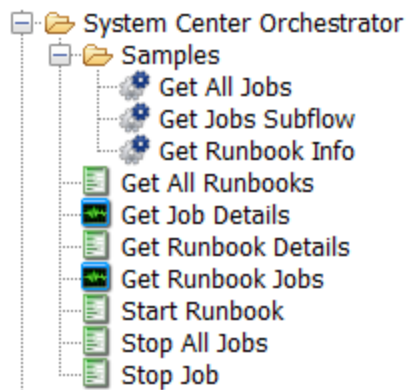 System Center Orchestrator
Samples
Get All Jobs
Get Jobs Subflow
Get Runbook Info
Get All Runbooks
Get Job Details
Get Runbook Details
Get Runbook Jobs
Start Runbook
Stop All Jobs
Stop Job